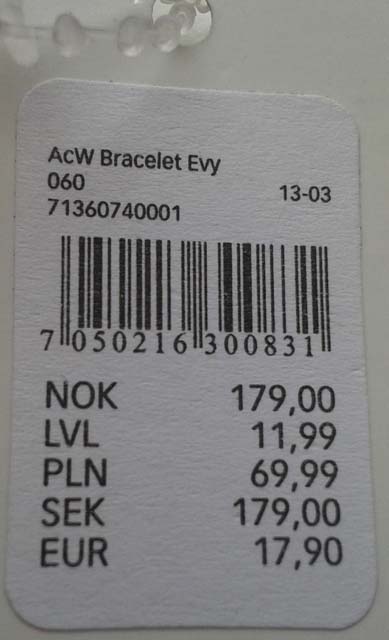 AcW Bracelet Evy
060 13-03
71360740001
7 050216 300831
NOK 179,00
LVL 11,99
PLN 69,99
SEK 179,00
EUR 17,90